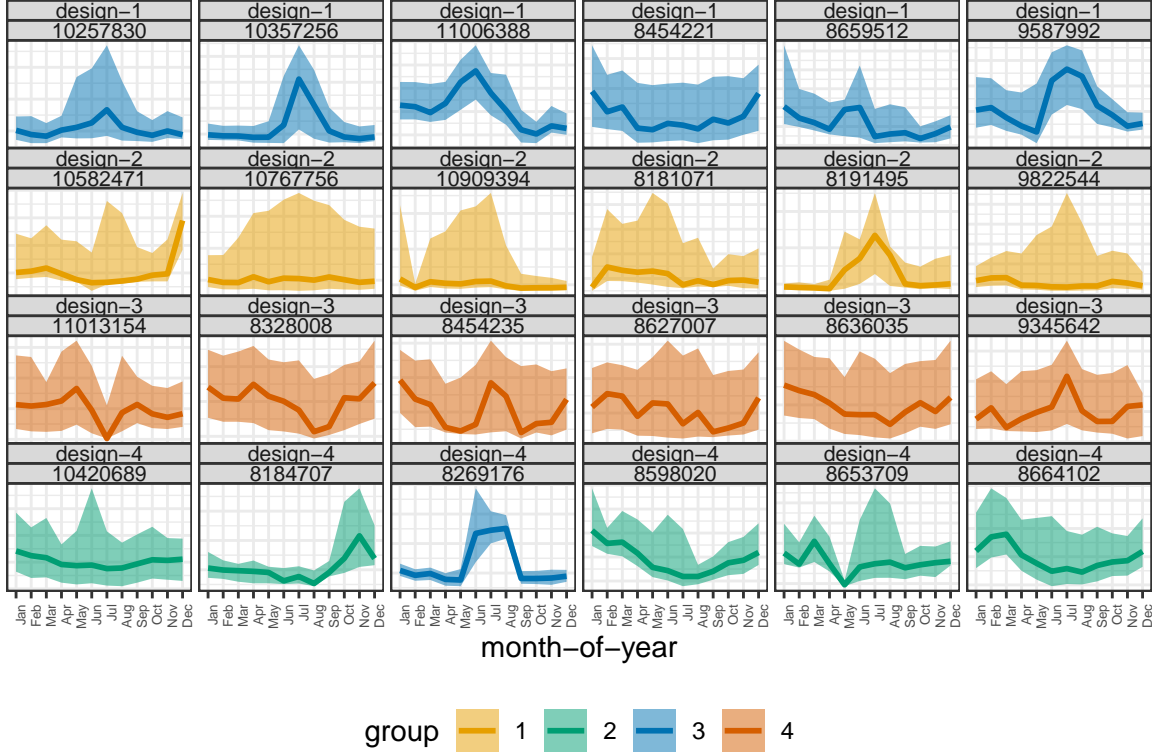 design−1 design−1 design−1 design−1 design−1 design−1
10257830 10357256 11006388 8454221 8659512 9587992
design−2 design−2 design−2 design−2 design−2 design−2
10582471 10767756 10909394 8181071 8191495 9822544
design−3 design−3 design−3 design−3 design−3 design−3
11013154 8328008 8454235 8627007 8636035 9345642
design−4 design−4 design−4 design−4 design−4 design−4
10420689 8184707 8269176 8598020 8653709 8664102
Jan Feb Mar Apr May Jun Jul Aug Sep Oct Nov Dec Jan Feb Mar Apr May Jun Jul Aug Sep Oct Nov Dec Jan Feb Mar Apr May Jun Jul Aug Sep Oct Nov Dec Jan Feb Mar Apr May Jun Jul Aug Sep Oct Nov Dec Jan Feb Mar Apr May Jun Jul Aug Sep Oct Nov Dec Jan Feb Mar Apr May Jun Jul Aug Sep Oct Nov Dec
month−of−year
group 1 2 3 4